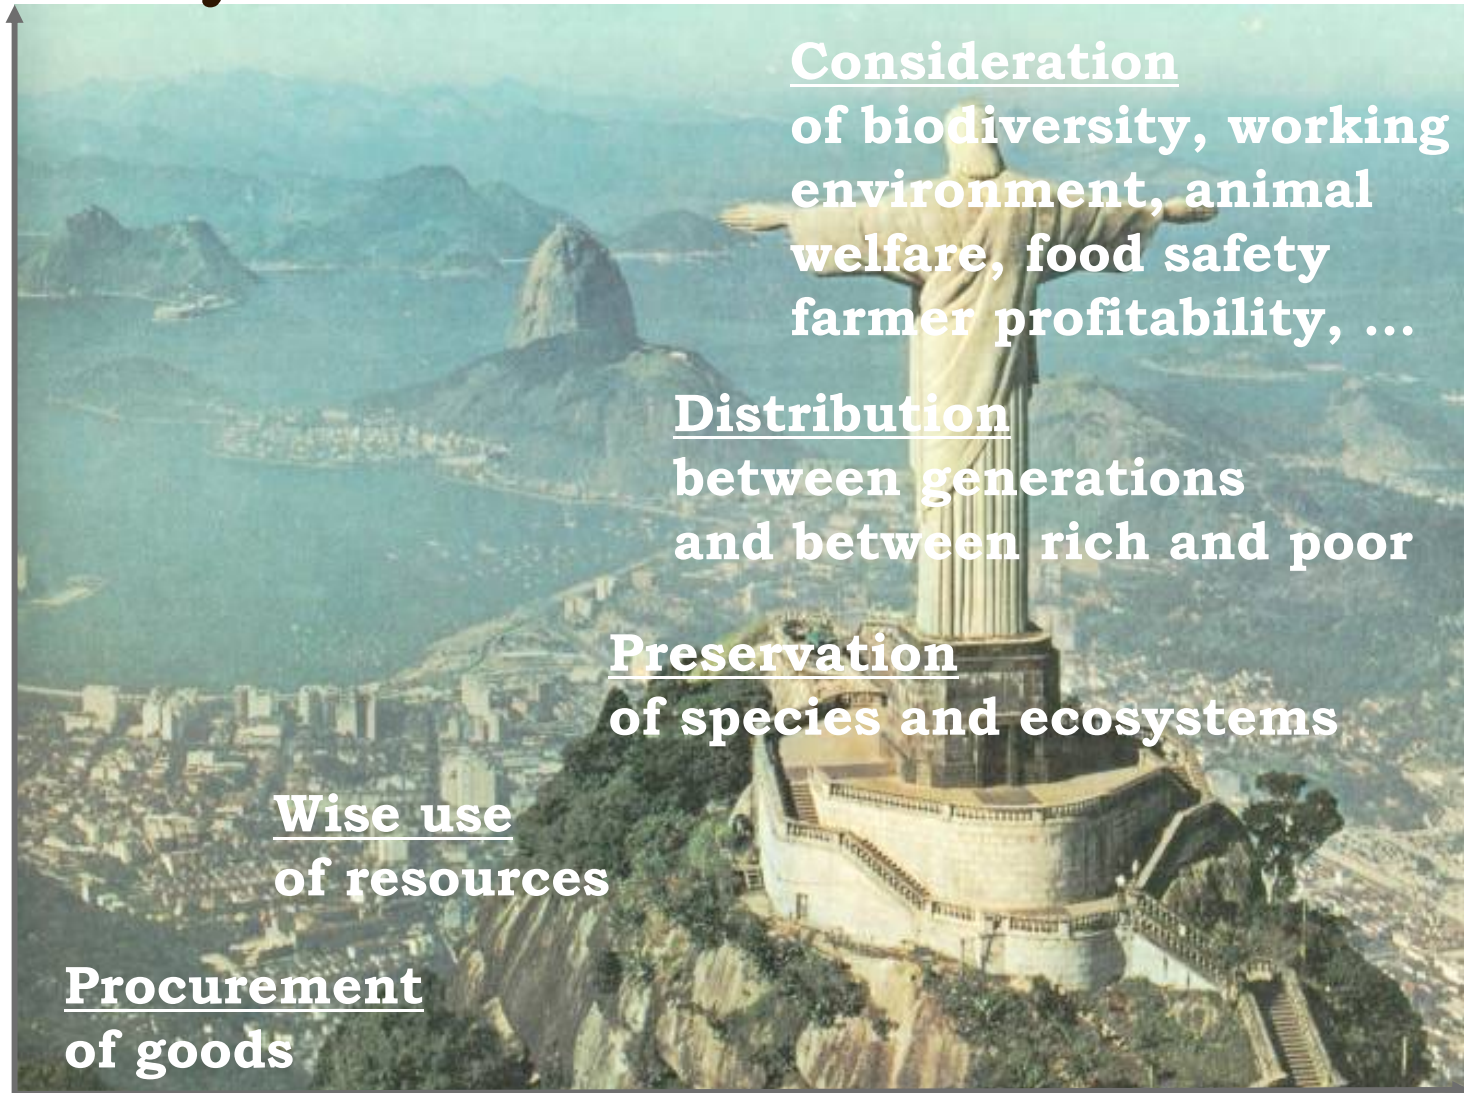 Consideration
of biodiversity, working
environment, animal
welfare, food safety
farmer profitability, ...
Distribution
between generations
and between rich and poor
Preservation
of species and ecosystems
Wise use
of resources
Procurement
of goods